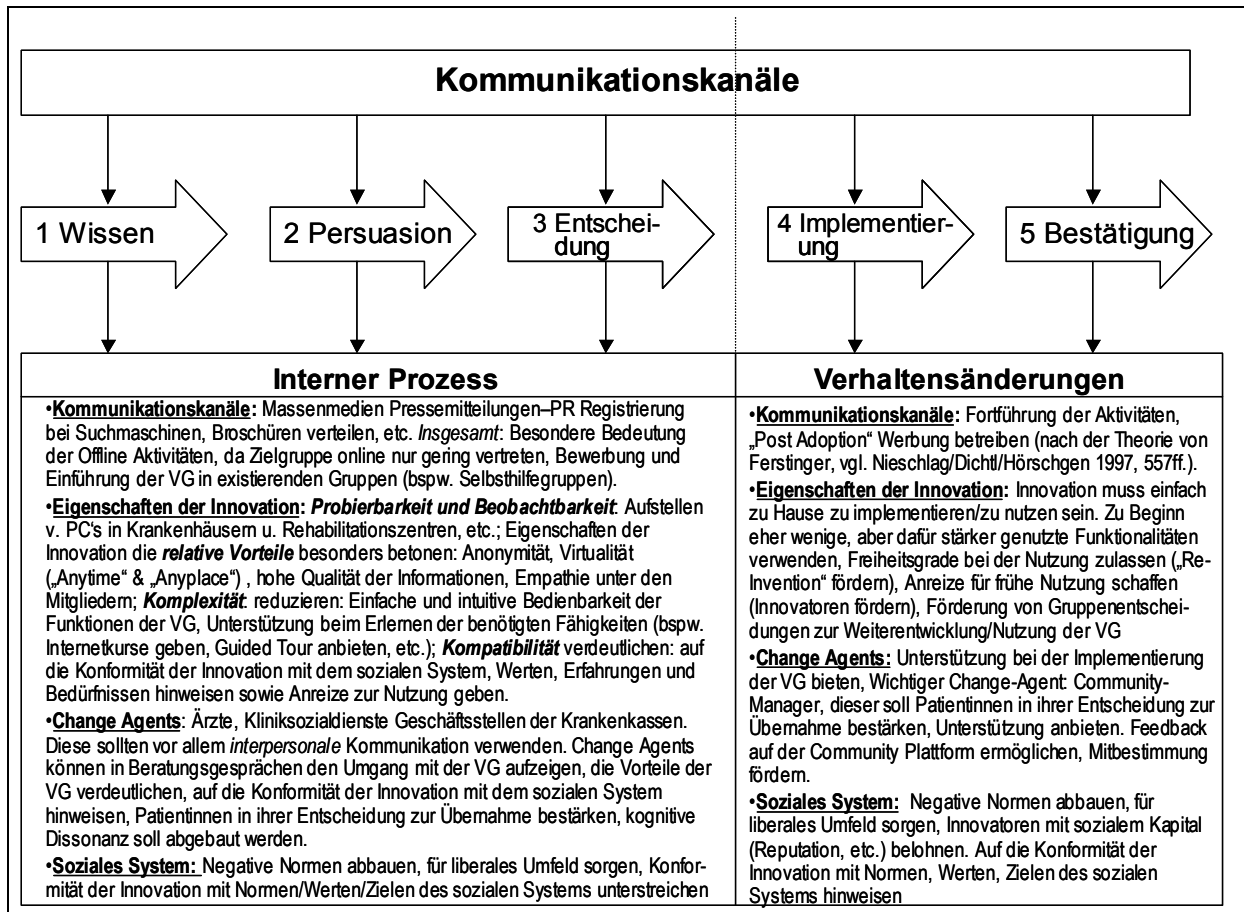 Kommunikationskanäle
1 Wissen
2 Persuasion
3 Entschei-
dung
4 Implementier-
ung
5 Bestätigung
Interner Prozess
•Kommunikationskanäle: Massenmedien Pressemitteilungen–PR Registrierung
bei Suchmaschinen, Broschüren verteilen, etc. Insgesamt: Besondere Bedeutung
der Offline Aktivitäten, da Zielgruppe online nur gering vertreten, Bewerbung und
Einführung der VG in existierenden Gruppen (bspw. Selbsthilfegruppen).
•Eigenschaften der Innovation: Probierbarkeit und Beobachtbarkeit: Aufstellen
v. PC's in Krankenhäusern u. Rehabilitationszentren, etc.; Eigenschaften der
Innovation die relative Vorteile besonders betonen: Anonymität, Virtualität
(„Anytime“ & „Anyplace“) , hohe Qualität der Informationen, Empathie unter den
Mitgliedern; Komplexität: reduzieren: Einfache und intuitive Bedienbarkeit der
Funktionen der VG, Unterstützung beim Erlernen der benötigten Fähigkeiten (bspw.
Internetkurse geben, Guided Tour anbieten, etc.); Kompatibilität verdeutlichen: auf
die Konformität der Innovation mit dem sozialen System, Werten, Erfahrungen und
Bedürfnissen hinweisen sowie Anreize zur Nutzung geben.
•Change Agents: Ärzte, Kliniksozialdienste Geschäftsstellen der Krankenkassen.
Diese sollten vor allem interpersonale Kommunikation verwenden. Change Agents
können in Beratungsgesprächen den Umgang mit der VG aufzeigen, die Vorteile der
VG verdeutlichen, auf die Konformität der Innovation mit dem sozialen System
hinweisen, Patientinnen in ihrer Entscheidung zur Übernahme bestärken, kognitive
Dissonanz soll abgebaut werden.
•Soziales System: Negative Normen abbauen, für liberales Umfeld sorgen, Konfor-
mität der Innovation mit Normen/Werten/Zielen des sozialen Systems unterstreichen
Verhaltensänderungen
•Kommunikationskanäle: Fortführung der Aktivitäten,
„Post Adoption“ Werbung betreiben (nach der Theorie von
Ferstinger, vgl. Nieschlag/Dichtl/Hörschgen 1997, 557ff.).
•Eigenschaften der Innovation: Innovation muss einfach
zu Hause zu implementieren/zu nutzen sein. Zu Beginn
eher wenige, aber dafür stärker genutzte Funktionalitäten
verwenden, Freiheitsgrade bei der Nutzung zulassen („Re-
Invention“ fördern), Anreize für frühe Nutzung schaffen
(Innovatoren fördern), Förderung von Gruppenentschei-
dungen zur Weiterentwicklung/Nutzung der VG
•Change Agents: Unterstützung bei der Implementierung
der VG bieten, Wichtiger Change-Agent: Community-
Manager, dieser soll Patientinnen in ihrer Entscheidung zur
Übernahme bestärken, Unterstützung anbieten. Feedback
auf der Community Plattform ermöglichen, Mitbestimmung
fördern.
•Soziales System: Negative Normen abbauen, für
liberales Umfeld sorgen, Innovatoren mit sozialem Kapital
(Reputation, etc.) belohnen. Auf die Konformität der
Innovation mit Normen, Werten, Zielen des sozialen
Systems hinweisen